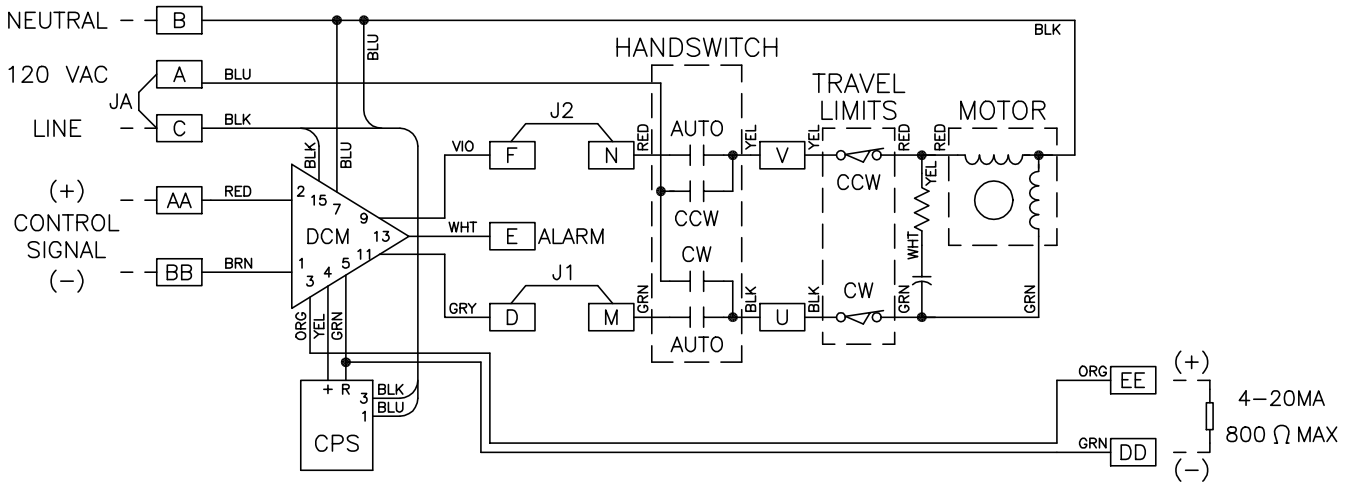 NEUTRAL
B
BLU
BLK
120 VAC
A
BLU
JA
LINE
C
BLK
BLK
BLU
HANDSWITCH
TRAVEL
LIMITS
MOTOR
J2
VIO
F
N
RED
AUTO
YEL
V
YEL
RED
RED
CCW
CCW
YEL
(+)
CONTROL
SIGNAL
(-)
AA
RED
BB
BRN
2
15
7
9
DCM
13
11
1
3
4
5
WHT
E
ALARM
J1
GRY
D
M
GRN
CW
AUTO
BLK
U
BLK
CW
GRN
WHT
GRN
ORG
YEL
GRN
+ R
3
BLK
1
BLU
CPS
ORG
EE
(+)
4-20MA
800 Ω MAX
GRN
DD
(-)